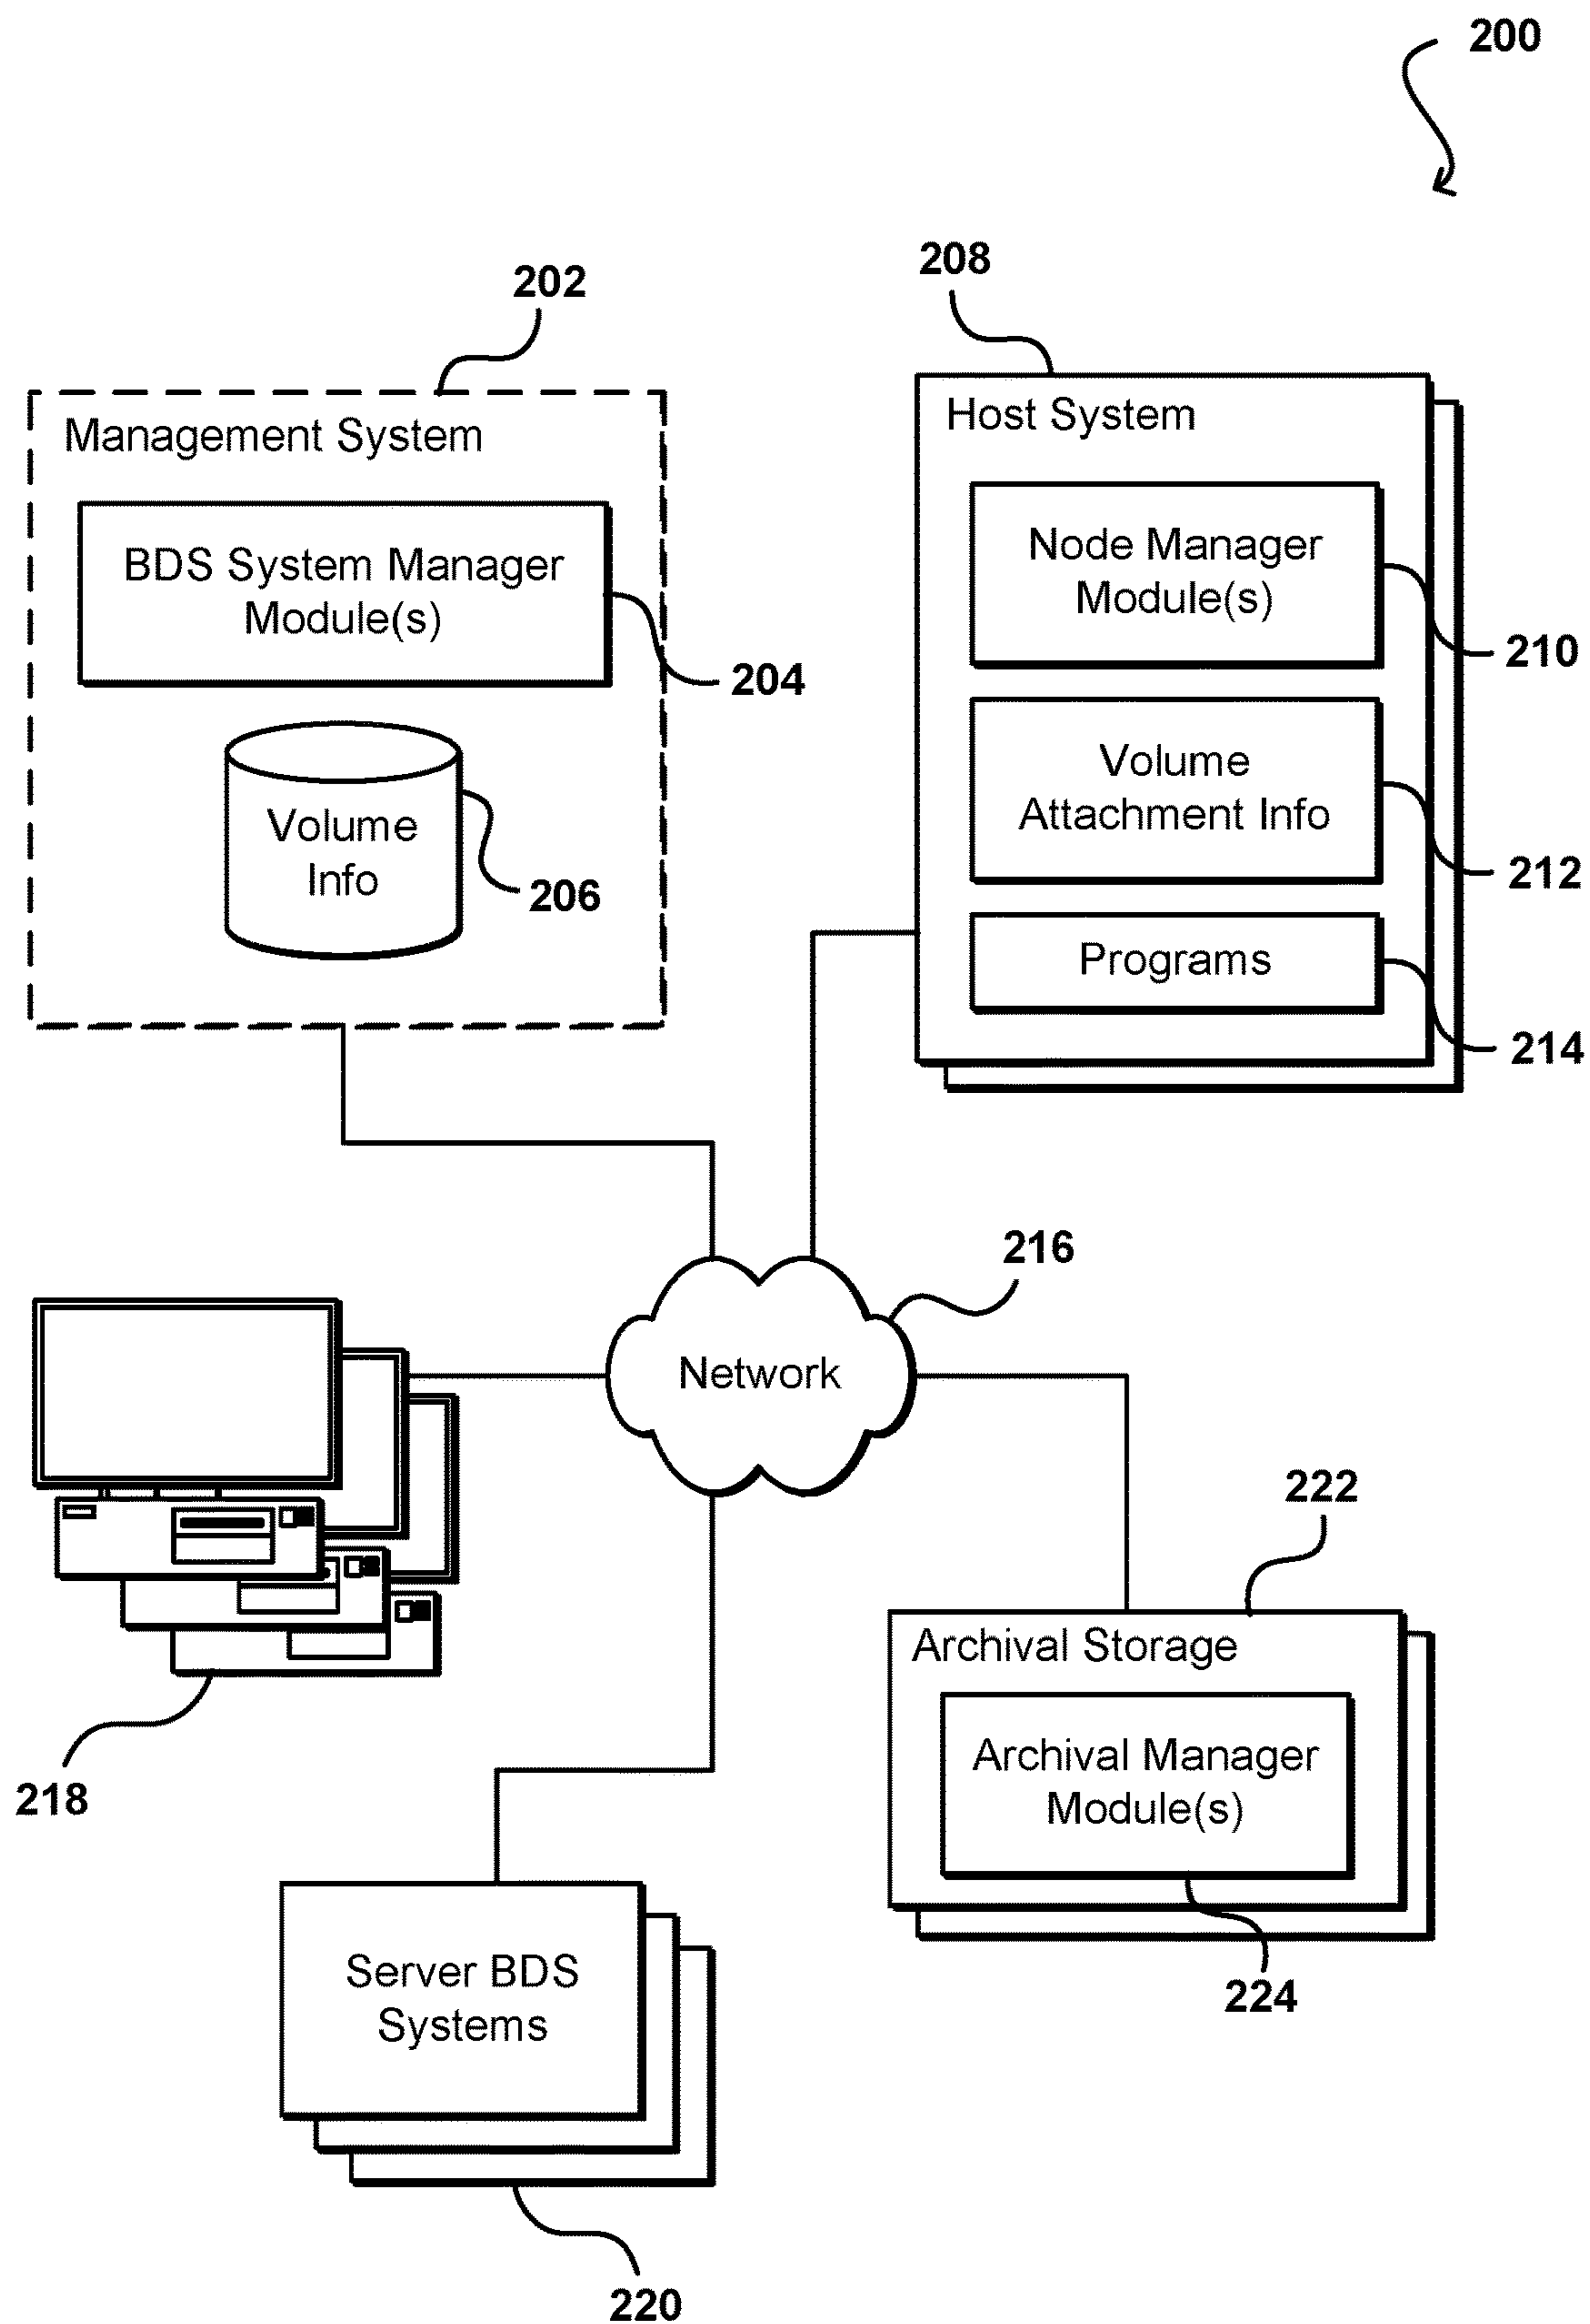 200
208
202
Host System
Management System
Node Manager
Module(s)
BDS System Manager
Module(s)
210
204
Volume
Attachment Info
Volume
Info
212
206
Programs
214
216
Network
222
Archival Storage
Archival Manager
Module(s)
218
Server BDS
Systems
224
220